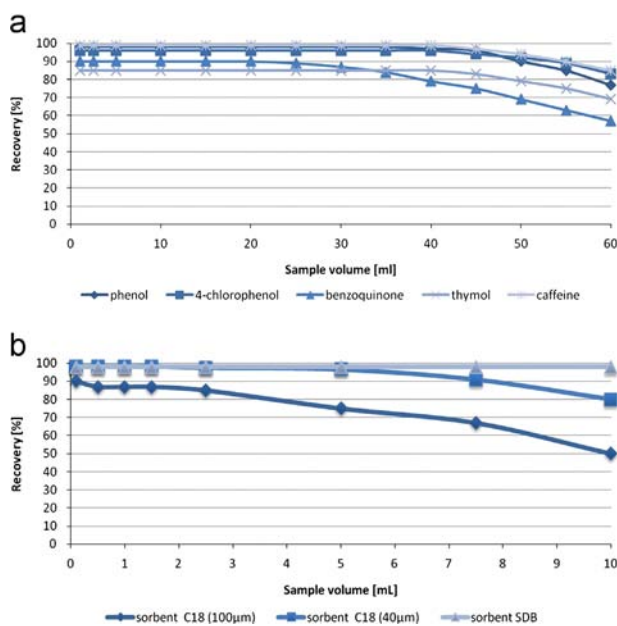 a
100
90
80
70
60
50
40
30
20
10
0
Recovery [%]
0 10 20 30 40 50 60
Sample volume [ml]
phenol 4-chlorophenol benzoquinone thymol caffeine
b
100
90
80
70
60
50
40
30
20
10
0
Recovery [%]
0 1 2 3 4 5 6 7 8 9 10
Sample volume [mL]
sorbent C18 (100µm) sorbent C18 (40µm) sorbent SDB